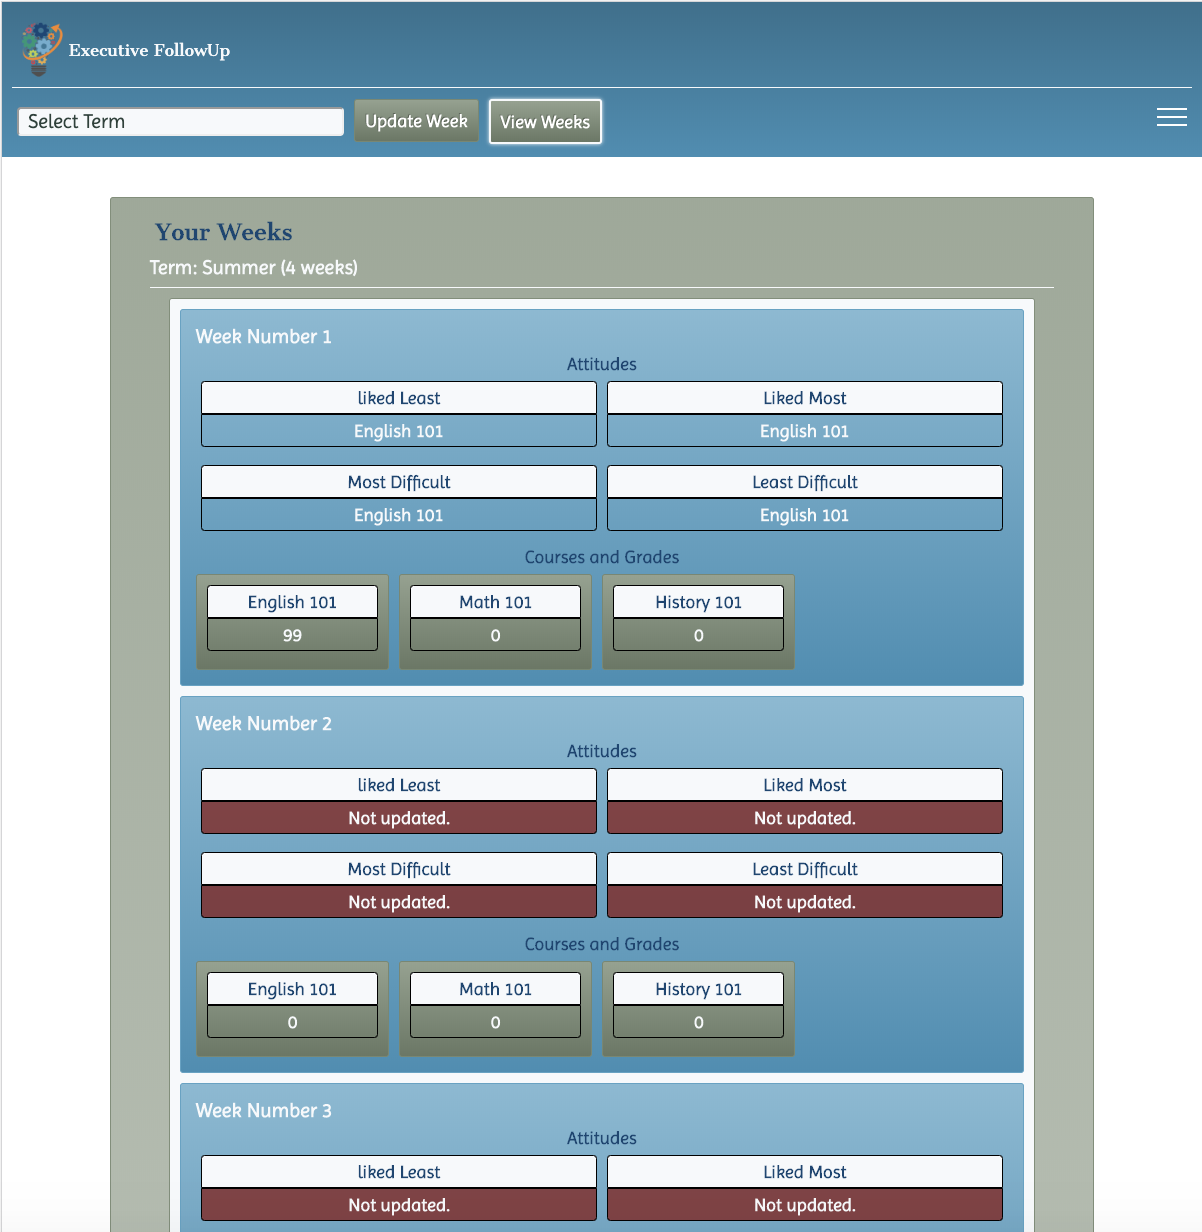 Executive FollowUp
Select Term Update Week View Weeks
Your Weeks
Term: Summer (4 weeks)
Week Number 1
Attitudes
liked Least Liked Most
English 101 English 101
Most Difficult Least Difficult
English 101 English 101
Courses and Grades
English 101 Math 101 History 101
99 0 0
Week Number 2
Attitudes
liked Least Liked Most
Not updated. Not updated.
Most Difficult Least Difficult
Not updated. Not updated.
Courses and Grades
English 101 Math 101 History 101
0 0 0
Week Number 3
Attitudes
liked Least Liked Most
Not updated. Not updated.